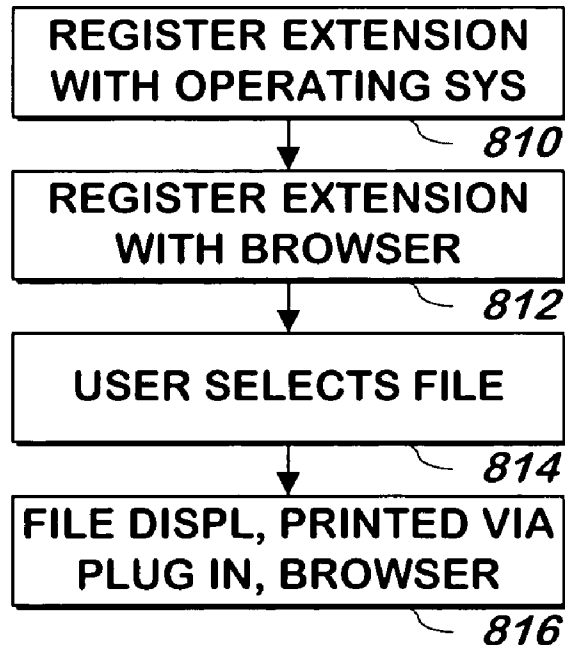 REGISTER EXTENSION
WITH OPERATING SYS
810
REGISTER EXTENSION
WITH BROWSER
812
USER SELECTS FILE
814
FILE DISPL, PRINTED VIA
PLUG IN, BROWSER
816